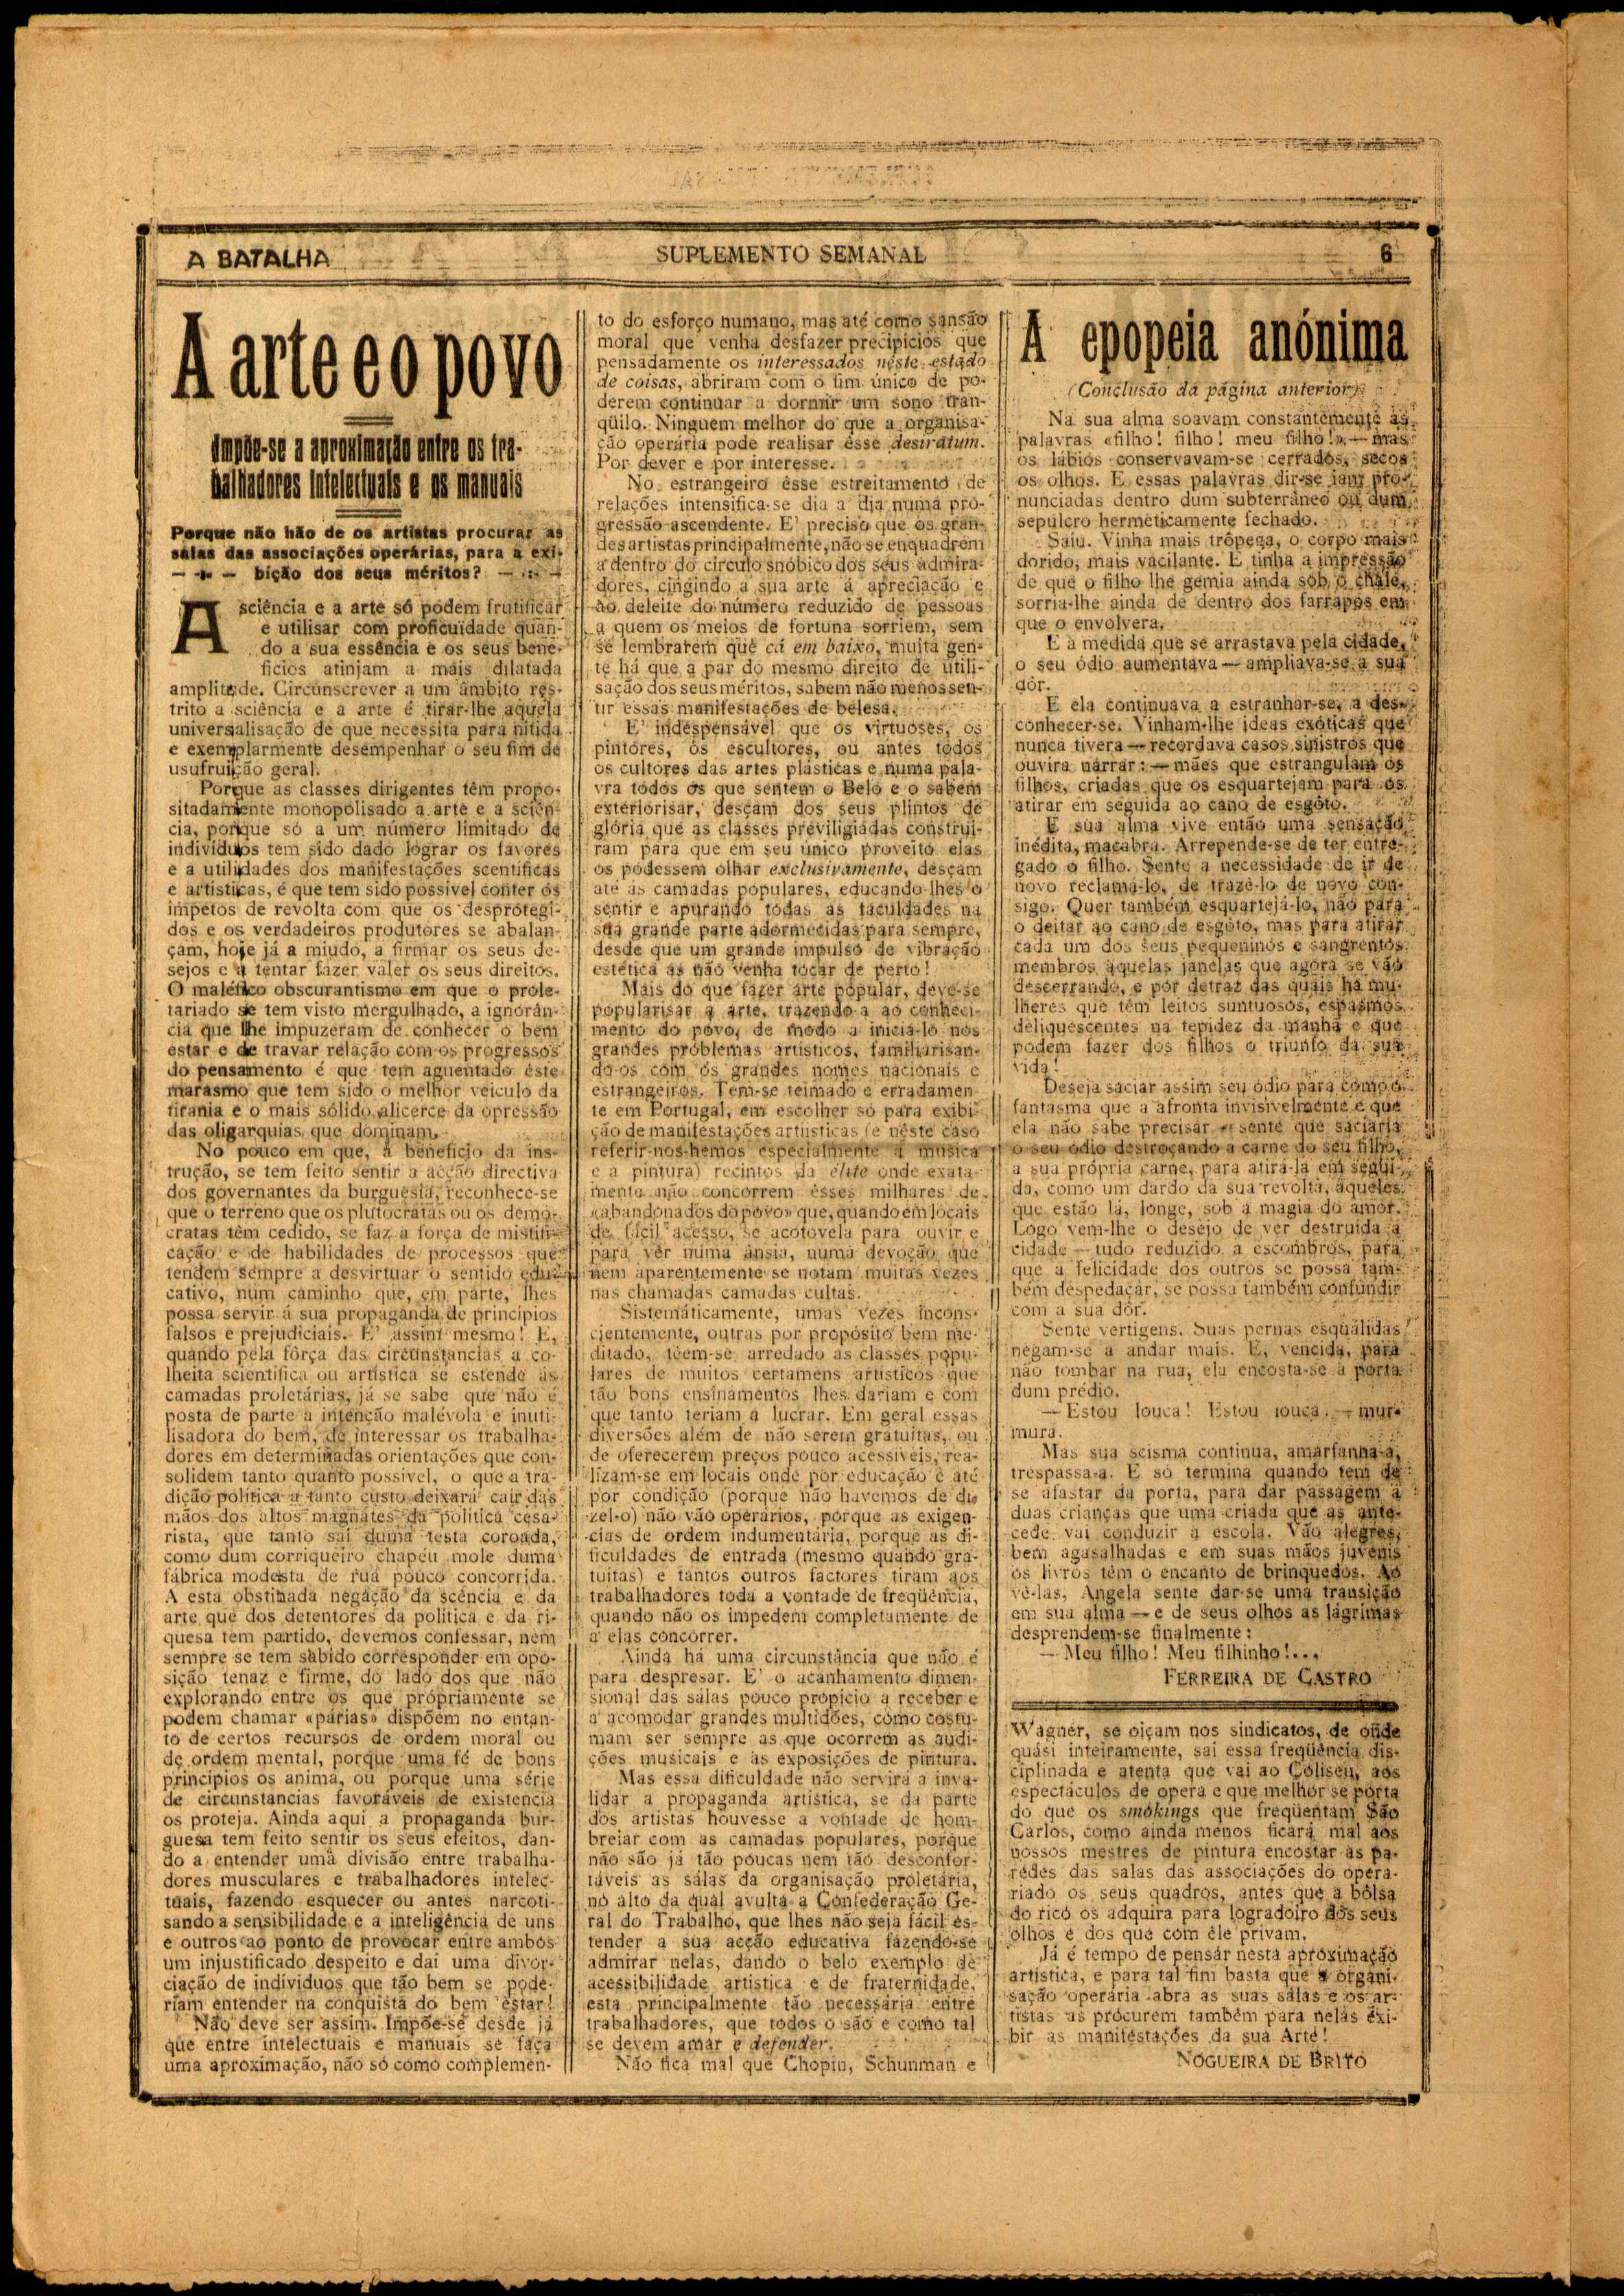 A BATALHA
SUPLEMENTO SEMANAL
6
A arte e o povo
Impõe-se a aproximação entre os tra-
balhadores intelectuais e os manuais
Porque não hão de os artistas procurar as
salas das associações operárias, para a exi-
bição dos seus méritos?
A sciência e a arte só podem frutificar
e utilisar com proficuidade quan-
do a sua essência e os seus bene-
ficios atinjam a mais dilatada
amplitude. Circunscrever a um âmbito res-
trito a sciência e a arte é tirar-lhe aquela
universalisação de que necessita para nitida
e exemplarmente desempenhar o seu fim de
usufruição geral.
Porque as classes dirigentes têm propo-
sitadamente monopolisado a arte e a sciên-
cia, porque só a um número limitado de
individuos tem sido dado lograr os favores
e a utilidades dos manifestações scentificas
e artisticas, é que tem sido possivel conter os
impetos de revolta com que os desprotegi-
dos e os verdadeiros produtores se abalan-
çam, hoje já a miudo, a firmar os seus de-
sejos e a tentar fazer valer os seus direitos.
O maléfico obscurantismo em que o prole-
tariado se tem visto mergulhado, a ignorân-
cia que lhe impuzeram de conhecer o bem
estar e de travar relação com os progressos
do pensamento é que tem aguentado êste
marasmo que tem sido o melhor veiculo da
tirania e o mais sólido alicerce da opressão
das oligarquias que dominam.
No pouco em que, a beneficio da ins-
trução, se tem feito sentir a acção directiva
dos governantes da burguesia, reconhece-se
que o terreno que os plutocratas ou os demo-
cratas têm cedido, se faz á força de mistifi-
cação e de habilidades de processos que
tendem sempre a desvirtuar o sentido edu-
cativo, num caminho que, em parte, lhes
possa servir á sua propaganda de principios
falsos e prejudiciais. E' assim mesmo! E,
quando pela fôrça das circunstancias a co-
lheita scientifica ou artistica se estende ás
camadas proletárias, já se sabe que não é
posta de parte a intenção malévola e inuti-
lisadora do bem, de interessar os trabalha-
dores em determinadas orientações que con-
solidem tanto quanto possivel, o que a tra-
dição politica a tanto custo deixará cair das
mãos dos altos magnates da politica cesa-
rista, que tanto sai duma testa coroada,
como dum corriqueiro chapéu mole duma
fábrica modesta de rua pouco concorrida.
A esta obstinada negação da scência e da
arte que dos detentores da politica e da ri-
quesa tem partido, devemos confessar, nem
sempre se tem sabido corresponder em opo-
sição tenaz e firme, do lado dos que não
explorando entre os que própriamente se
podem chamar «párias» dispõem no entan-
to de certos recursos de ordem moral ou
de ordem mental, porque uma fé de bons
principios os anima, ou porque uma série
de circunstancias favoráveis de existencia
os proteja. Ainda aqui a propaganda bur-
guesa tem feito sentir os seus efeitos, dan-
do a entender uma divisão entre trabalha-
dores musculares e trabalhadores intelec-
tuais, fazendo esquecer ou antes narcoti-
sando a sensibilidade e a inteligência de uns
e outros ao ponto de provocar entre ambos
um injustificado despeito e daí uma divor-
ciação de individuos que tão bem se pode-
riam entender na conquista do bem estar!
Não deve ser assim. Impõe-se desde já
que entre intelectuais e manuais se faça
uma aproximação, não só como complemen-
to do esforço humano, mas até como sansão
moral que venha desfazer precipicios que
pensadamente os interessados nêste estado
de coisas, abriram com o fim único de po-
derem continuar a dormir um sono tran-
qüilo. Ninguem melhor do que a organisa-
ção operária pode realisar êsse desiratum.
Por dever e por interesse.
No estrangeiro êsse estreitamento de
relações intensifica-se dia a dia numa pro-
gressão ascendente. E' preciso que os gran-
des artistas principalmente, não se enquadrem
a dentro do circulo snóbico dos seus admira-
dores, cingindo a sua arte á apreciação e
ao deleite do número reduzido de pessoas
a quem os meios de fortuna sorriem, sem
se lembrarem que cá em baixo, muita gen-
te há que a par do mesmo direito de utili-
sação dos seus méritos, sabem não menos sen-
tir essas manifestações de belesa.
E' indespensável que os virtuoses, os
pintores, os escultores, ou antes todos
os cultores das artes plásticas e numa pala-
vra todos os que sentem o Belo e o sabem
exteriorisar, desçam dos seus plintos de
glória que as classes previligiadas construi-
ram para que em seu único proveito elas
os podessem olhar exclusivamente, desçam
até ás camadas populares, educando-lhes o
sentir e apurando todas as faculdades na
sua grande parte adormecidas para sempre,
desde que um grande impulso de vibração
estética as não venha tocar de perto!
Mais do que fazer arte popular, deve-se
popularisar a arte, trazendo-a ao conheci-
mento do povo, de modo a iniciá-lo nos
grandes problemas artisticos, familiarisan-
do-os com os grandes nomes nacionais e
estrangeiros. Tem-se teimado e erradamen-
te em Portugal, em escolher só para exibi-
ção de manifestações artiisticas (e nêste caso
referir-nos-hemos especialmente á musica
e a pintura) recintos da élite onde exata-
mente não concorrem êsses milhares de
«abandonados do povo» que, quando em locais
de fácil acesso, se acotovela para ouvir e
para vêr numa ânsia, numa devoção que
nem aparentemente se notam muitas vezes
nas chamadas camadas cultas.
Sistemáticamente, umas vezes incons-
cientemente, outras por propósito bem me-
ditado, teem-se arredado as classes popu-
lares de muitos certamens artisticos que
tão bons ensinamentos lhes dariam e com
que tanto teriam a lucrar. Em geral essas
diversões além de não serem gratuitas, ou
de oferecerem preços pouco acessiveis, rea-
lizam-se em locais onde por educação e até
por condição (porque não havemos de di-
zel-o) não vão operários, porque as exigen-
cias de ordem indumentária, porque as di-
ficuldades de entrada (mesmo quando gra-
tuitas) e tantos outros factores tiram aos
trabalhadores toda a vontade de freqüência,
quando não os impedem completamente de
a elas concorrer.
Ainda há uma circunstância que não é
para despresar. E' o acanhamento dimen-
sional das salas pouco propicio a receber e
a acomodar grandes multidões, como costu-
mam ser sempre as que ocorrem ás audi-
ções musicais e às exposições de pintura.
Mas essa dificuldade não servirá a inva-
lidar a propaganda artistica, se da parte
dos artistas houvesse a vontade de hom-
brear com as camadas populares, porque
não são já tão poucas nem tão desconfor-
táveis as salas da organisação proletária,
no alto da qual avulta a Confederação Ge-
ral do Trabalho, que lhes não seja fácil es-
tender a sua acção educativa fazendo-se
admirar nelas, dando o belo exemplo de
acessibilidade artistica e de fraternidade,
esta principalmente tão necessária entre
trabalhadores, que todos o são e como tal
se devem amar e defender.
Não fica mal que Chopin, Schunman e
A epopeia anónima
(Conclusão da página anterior)
Na sua alma soavam constantemente as
palavras «filho! filho! meu filho!» — mas
os lábios conservavam-se cerrados, secos
os olhos. E essas palavras dir-se-iam pro-
nunciadas dentro dum subterrâneo ou dum
sepulcro hermèticamente fechado.
Saiu. Vinha mais trôpega, o corpo mais
dorido, mais vacilante. E tinha a impressão
de que o filho lhe gemia ainda sob o chale,
sorria-lhe ainda de dentro dos farrapos em
que o envolvera.
E à medida que se arrastava pela cidade,
o seu ódio aumentava — ampliava-se a sua
dôr.
E ela continuava a estranhar-se, a des-
conhecer-se. Vinham-lhe ideas exóticas que
nunca tivera — recordava casos sinistros que
ouvira narrar: — mães que estrangulam os
filhos, criadas que os esquartejam para os
atirar em seguida ao cano de esgôto.
E sua alma vive então uma sensação
inédita, macabra. Arrepende-se de ter entre-
gado o filho. Sente a necessidade de ir de
novo reclamá-lo, de trazê-lo de novo con-
sigo. Quer também esquartejá-lo, não para
o deitar ao cano de esgôto, mas para atirar
cada um dos seus pequeninos e sangrentos
membros àquelas janelas que agora se vão
descerrando, e por detraz das quais há mu-
lheres que têm leitos suntuosos, espasmos
deliquescentes na tepidez da manhã e que
podem fazer dos filhos o triunfo da sua
vida!
Deseja saciar assim seu ódio para com o
fantasma que a afronta invisivelmente e que
ela não sabe precisar — sente que saciaria
o seu ódio destroçando a carne do seu filho,
a sua própria carne, para atirá-la em segui-
da, como um dardo da sua revolta, àqueles
que estão lá, longe, sob a magia do amor.
Logo vem-lhe o desejo de ver destruida a
cidade — tudo reduzido a escombros, para
que a felicidade dos outros se possa tam-
bém despedaçar, se possa também confundir
com a sua dôr.
Sente vertigens. Suas pernas esquálidas
negam-se a andar mais. E, vencida, para
não tombar na rua, ela encosta-se à porta
dum prédio.
— Estou louca! Estou louca. — mur-
mura.
Mas sua scisma continua, amarfanha-a,
trespassa-a. E só termina quando tem de
se afastar da porta, para dar passagem a
duas crianças que uma criada que as ante-
cede vai conduzir à escola. Vão alegres,
bem agasalhadas e em suas mãos juvenis
os livros têm o encanto de brinquedos. Ao
vê-las, Angela sente dar-se uma transição
em sua alma — e de seus olhos as lágrimas
desprendem-se finalmente:
— Meu filho! Meu filhinho!...
FERREIRA DE CASTRO
Wagner, se oiçam nos sindicatos, de onde
quási inteiramente, sai essa freqüência dis-
ciplinada e atenta que vai ao Coliseu, aos
espectáculos de opera e que melhor se porta
do que os smókings que freqüentam São
Carlos, como ainda menos ficará mal aos
nossos mestres de pintura encostar ás pa-
redes das salas das associações do opera-
riado os seus quadros, antes que a bôlsa
do rico os adquira para logradoiro dos seus
olhos e dos que com êle privam.
Já é tempo de pensar nesta aproximação
artistica, e para tal fim basta que a organi-
sação operária abra as suas salas e os ar-
tistas as procurem também para nelas exi-
bir as manifestações da sua Arte!
NOGUEIRA DE BRITO